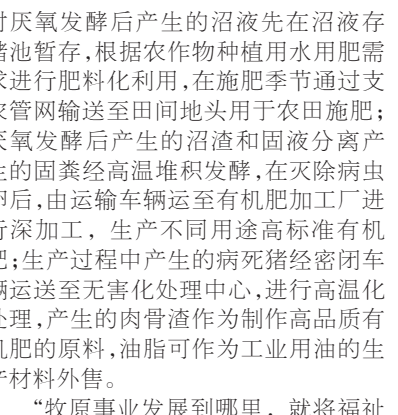 对厌氧发酵后产生的沼液先在沼液存
储池暂存,根据农作物种植用水用肥需
求进行肥料化利用,在施肥季节通过支
农管网输送至田间地头用于农田施肥;
厌氧发酵后产生的沼渣和固液分离产
生的固粪经高温堆积发酵,在灭除病虫
卵后,由运输车辆运至有机肥加工厂进
行深加工,生产不同用途高标准有机
肥;生产过程中产生的病死猪经密闭车
辆运送至无害化处理中心,进行高温化
处理,产生的肉骨渣作为制作高品质有
机肥的原料,油脂可作为工业用油的生
产材料外售。
“牧原事业发展到哪里,就将福祉